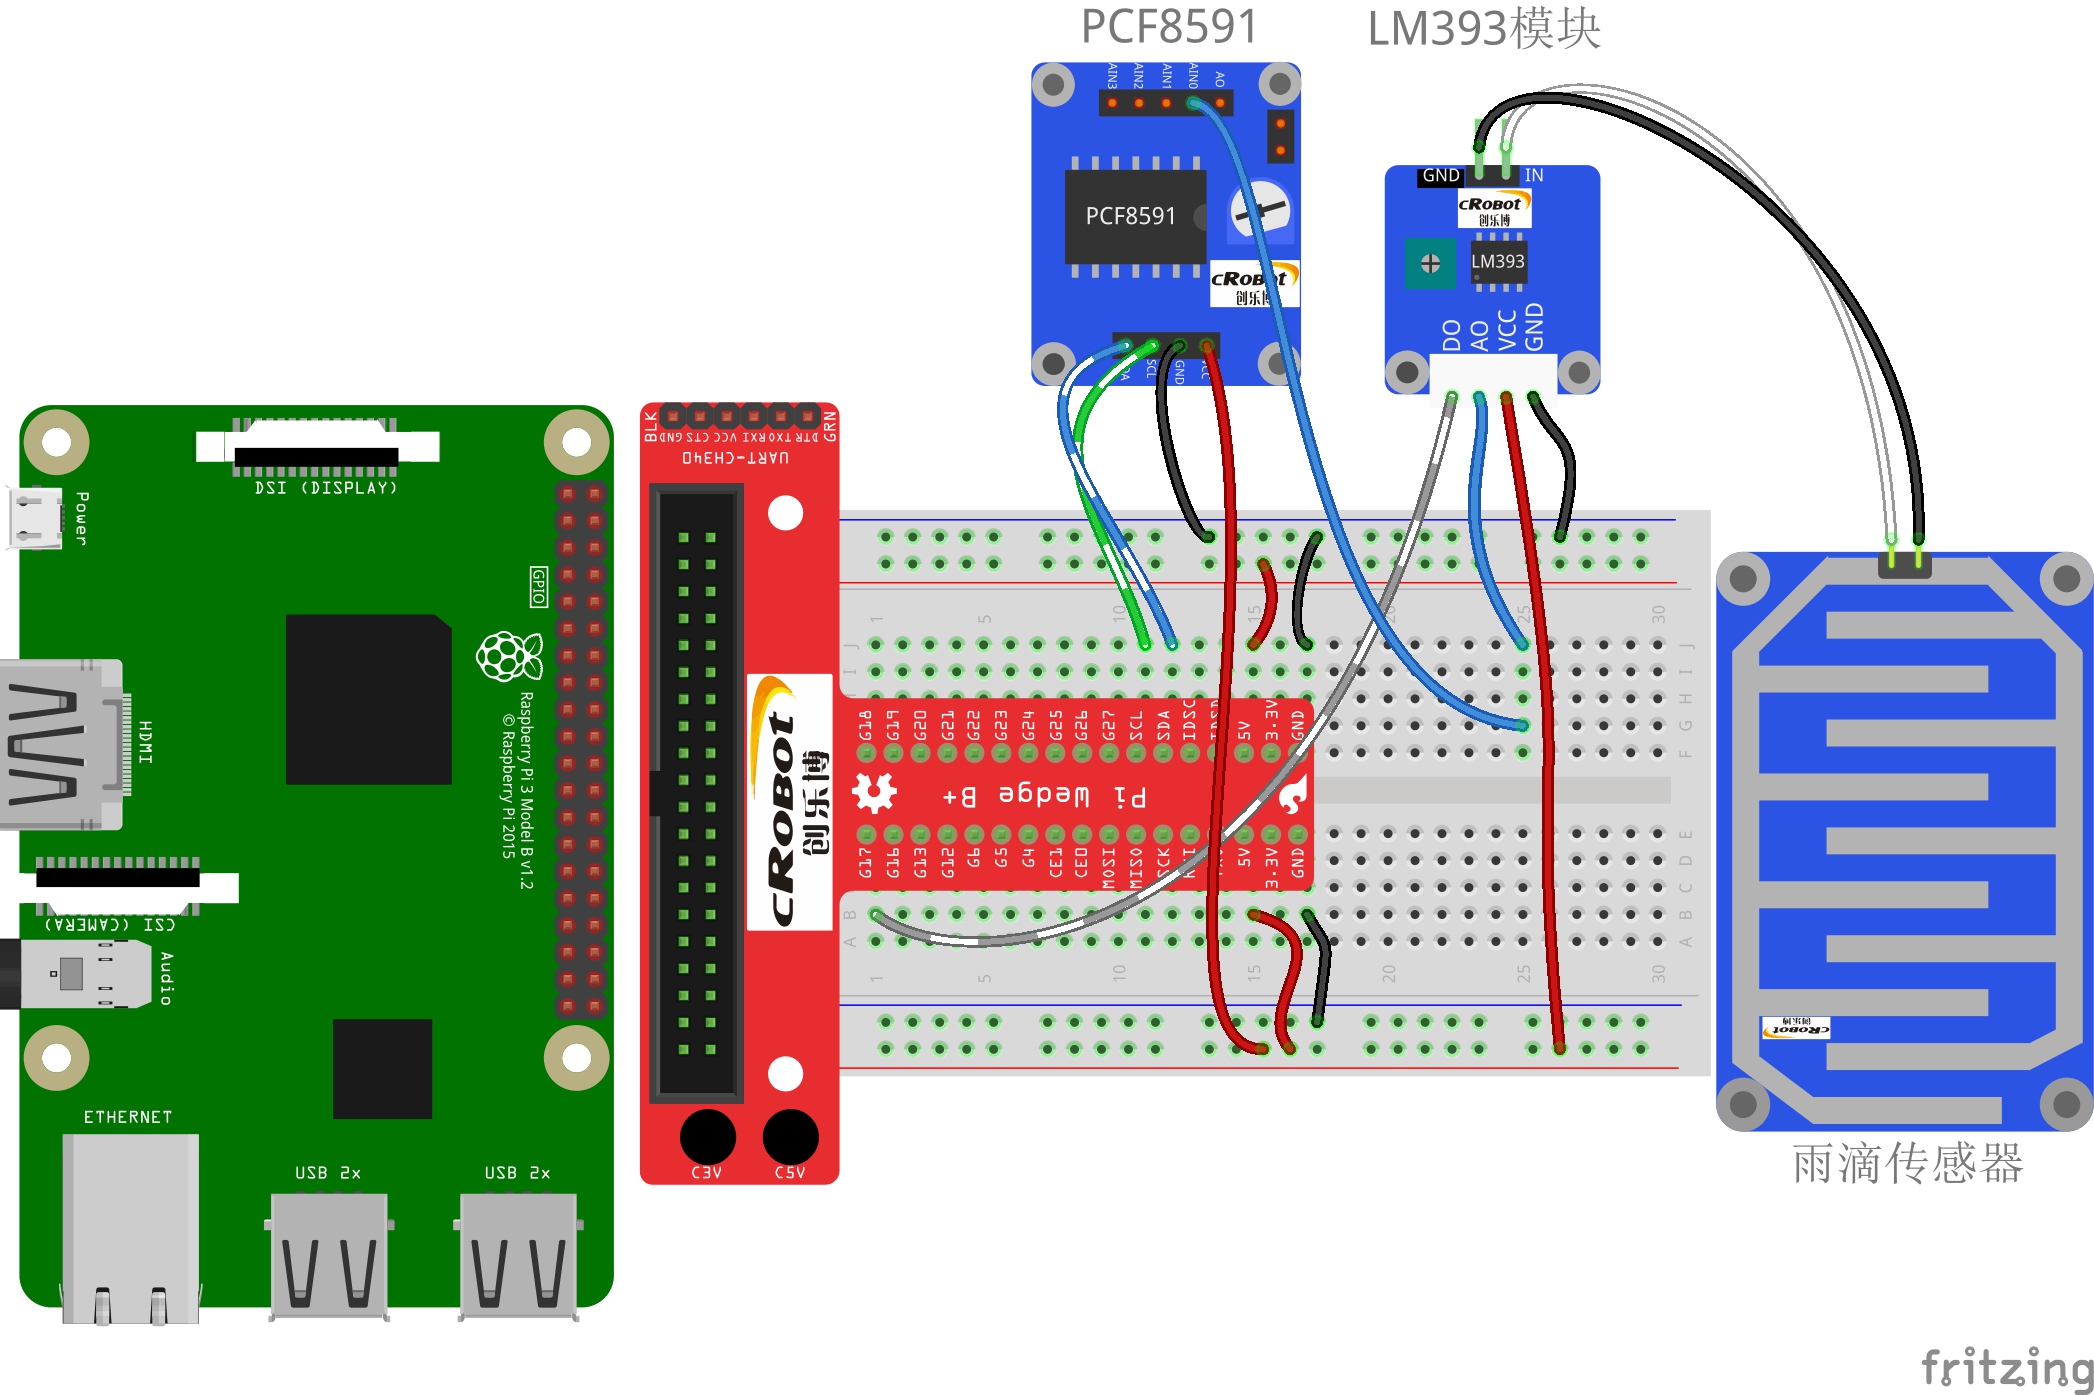 PCF8591
LM393模块
AIN3
AIN2
AIN1
AIN0
AO
PCF8591
cRobot
创乐博
SCL
GND
GND
IN
cRobot
创乐博
LM393
DO
AO
VCC
GND
DSI (DISPLAY)
Power
GPIO
HDMI
Raspberry Pi 3 Model B v1.2
© Raspberry Pi 2015
CSI (CAMERA)
Audio
ETHERNET
USB 2x
USB 2x
BLK
GND
CTS
VCC
RXI
TXO
DTR
GRN
UART-CH340
cRobot
创乐博
C3V
C5V
1
5
10
15
25
30
J
I
H
G
F
G18
G19
G20
G21
G22
G23
G24
G25
G26
G27
SCL
SDA
IDSC
5V
3.3V
GND
Pi Wedge B+
G17
G16
G13
G12
G6
G5
G4
CE1
CE0
MOSI
MISO
SCK
5V
3.3V
GND
E
D
C
B
A
B
A
1
5
10
15
20
25
30
cRobot
创乐博
雨滴传感器
fritzing